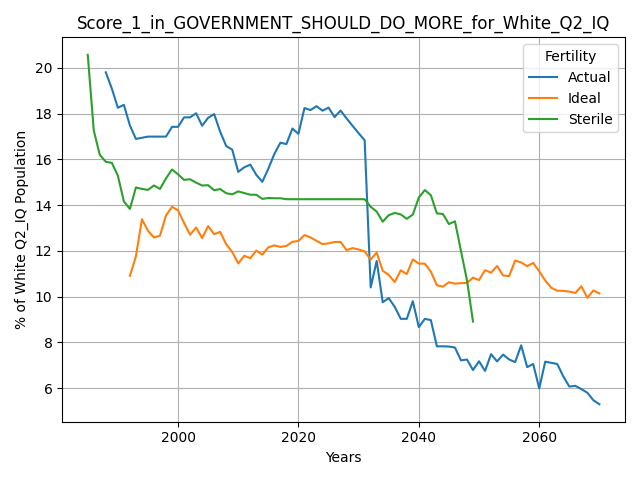 Score_1_in_GOVERNMENT_SHOULD_DO_MORE_for_White_Q2_IQ
Fertility
Actual
Ideal
Sterile
% of White Q2_IQ Population
20
18
16
14
12
10
8
6
2000
2020
2040
2060
Years